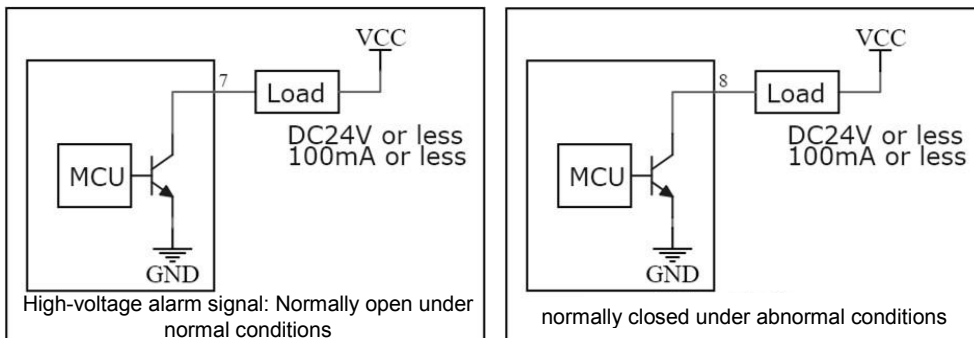 VCC
7
Load
DC24V or less
100mA or less
MCU
GND
High-voltage alarm signal: Normally open under
normal conditions
VCC
8
Load
DC24V or less
100mA or less
MCU
GND
normally closed under abnormal conditions